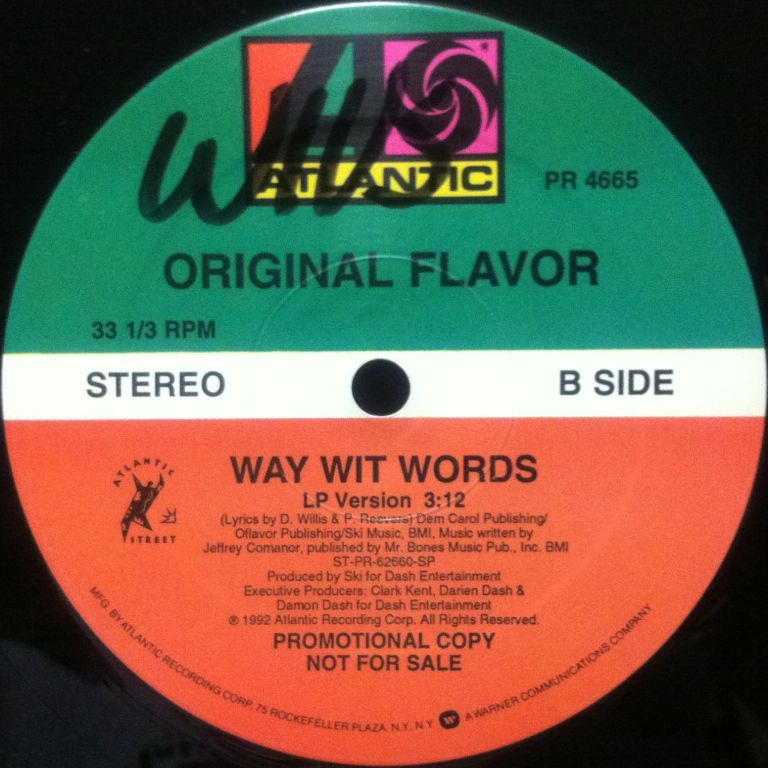 ATLANTIC
PR 4665
ORIGINAL FLAVOR
33 1/3 RPM
STEREO
B SIDE
WAY WIT WORDS
LP Version 3:12
(Lyrics by D. Willis & P. Reevers) Dem Carol Publishing/
Oflavor Publishing/Ski Music, BMI, Music written by
Jeffrey Comanor, published by Mr. Bones Music Pub., Inc. BMI
ST-PR-62660-SP
Produced by Ski for Dash Entertainment
Executive Producers: Clark Kent, Darien Dash &
Damon Dash for Dash Entertainment
℗ 1992 Atlantic Recording Corp. All Rights Reserved.
PROMOTIONAL COPY
NOT FOR SALE
ATLANTIC
STREET
MFG. BY ATLANTIC RECORDING CORP. 75 ROCKEFELLER PLAZA, N.Y. N.Y. A WARNER COMMUNICATIONS COMPANY